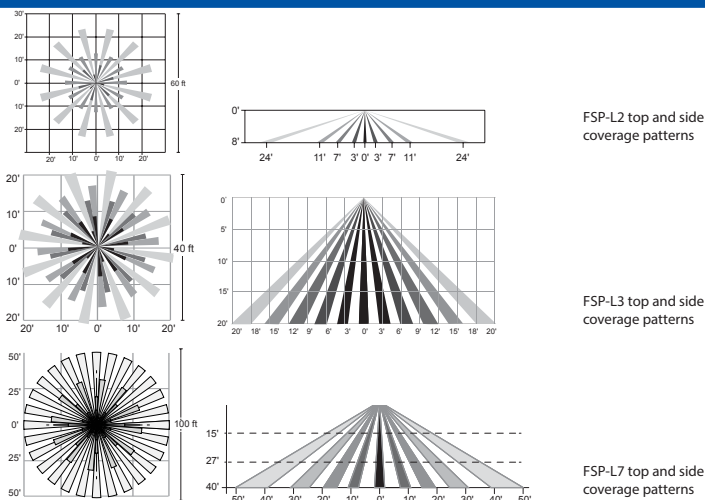 30'
20'
10'
0'
10'
20'
20' 10' 0' 10' 20'
60 ft
0'
8'
24' 11' 7' 3' 0' 3' 7' 11' 24'
FSP-L2 top and side
coverage patterns
20'
10'
0'
10'
20'
20' 10' 0' 10' 20'
40 ft
0'
5'
10'
15'
20'
20' 18' 15' 12' 9' 6' 3' 0' 3' 6' 9' 12' 15' 18' 20'
FSP-L3 top and side
coverage patterns
50'
25'
0'
25'
50'
100 ft
15'
27'
40'
50' 40' 30' 20' 10' 0' 10' 20' 30' 40' 50'
FSP-L7 top and side
coverage patterns